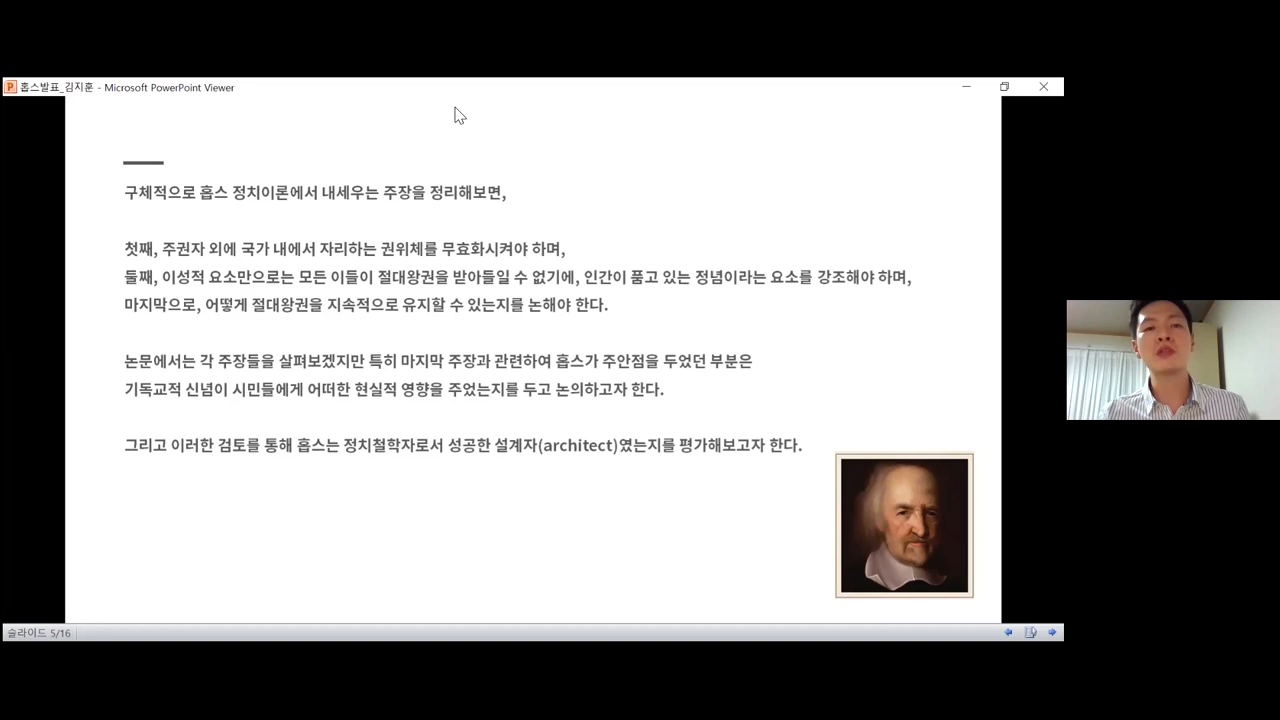 홉스발표_김지훈 - Microsoft PowerPoint Viewer
구체적으로 홉스 정치이론에서 내세우는 주장을 정리해보면,
첫째, 주권자 외에 국가 내에서 자리하는 권위체를 무효화시켜야 하며,
둘째, 이성적 요소만으로는 모든 이들이 절대왕권을 받아들일 수 없기에, 인간이 품고 있는 정념이라는 요소를 강조해야 하며,
마지막으로, 어떻게 절대왕권을 지속적으로 유지할 수 있는지를 논해야 한다.
논문에서는 각 주장들을 살펴보겠지만 특히 마지막 주장과 관련하여 홉스가 주안점을 두었던 부분은
기독교적 신념이 시민들에게 어떠한 현실적 영향을 주었는지를 두고 논의하고자 한다.
그리고 이러한 검토를 통해 홉스는 정치철학자로서 성공한 설계자(architect)였는지를 평가해보고자 한다.
슬라이드 5/16